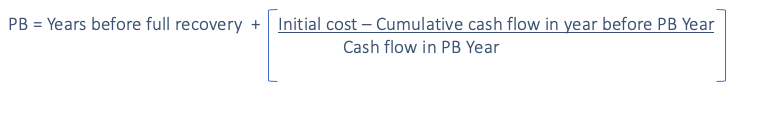 PB = Years before full recovery + Initial cost – Cumulative cash flow in year before PB Year
Cash flow in PB Year